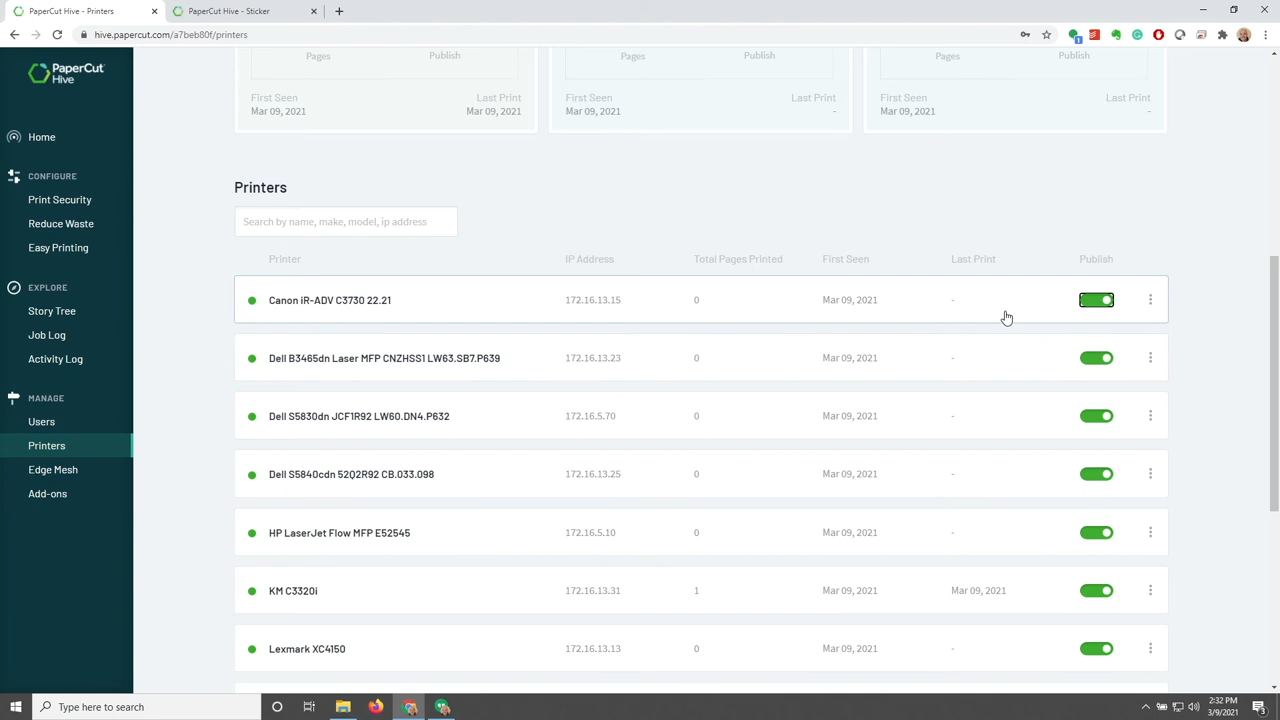 PaperCut Hive - Printers
PaperCut Hive - Sticker
hive.papercut.com/a7beb80f/printers
1
PaperCut
Hive
Home
CONFIGURE
Print Security
Reduce Waste
Easy Printing
EXPLORE
Story Tree
Job Log
Activity Log
MANAGE
Users
Printers
Edge Mesh
Add-ons
Pages Publish
First Seen Last Print
Mar 09, 2021 Mar 09, 2021
Pages Publish
First Seen Last Print
Mar 09, 2021 -
Pages Publish
First Seen Last Print
Mar 09, 2021 -
Printers
Search by name, make, model, ip address
Printer IP Address Total Pages Printed First Seen Last Print Publish
Canon iR-ADV C3730 22.21 172.16.13.15 0 Mar 09, 2021 -
Dell B3465dn Laser MFP CNZHSS1 LW63.SB7.P639 172.16.13.23 0 Mar 09, 2021 -
Dell S5830dn JCF1R92 LW60.DN4.P632 172.16.5.70 0 Mar 09, 2021 -
Dell S5840cdn 52Q2R92 CB.033.098 172.16.13.25 0 Mar 09, 2021 -
HP LaserJet Flow MFP E52545 172.16.5.10 0 Mar 09, 2021 -
KM C3320i 172.16.13.31 1 Mar 09, 2021 Mar 09, 2021
Lexmark XC4150 172.16.13.13 0 Mar 09, 2021 -
Type here to search
2:32 PM
3/9/2021
3